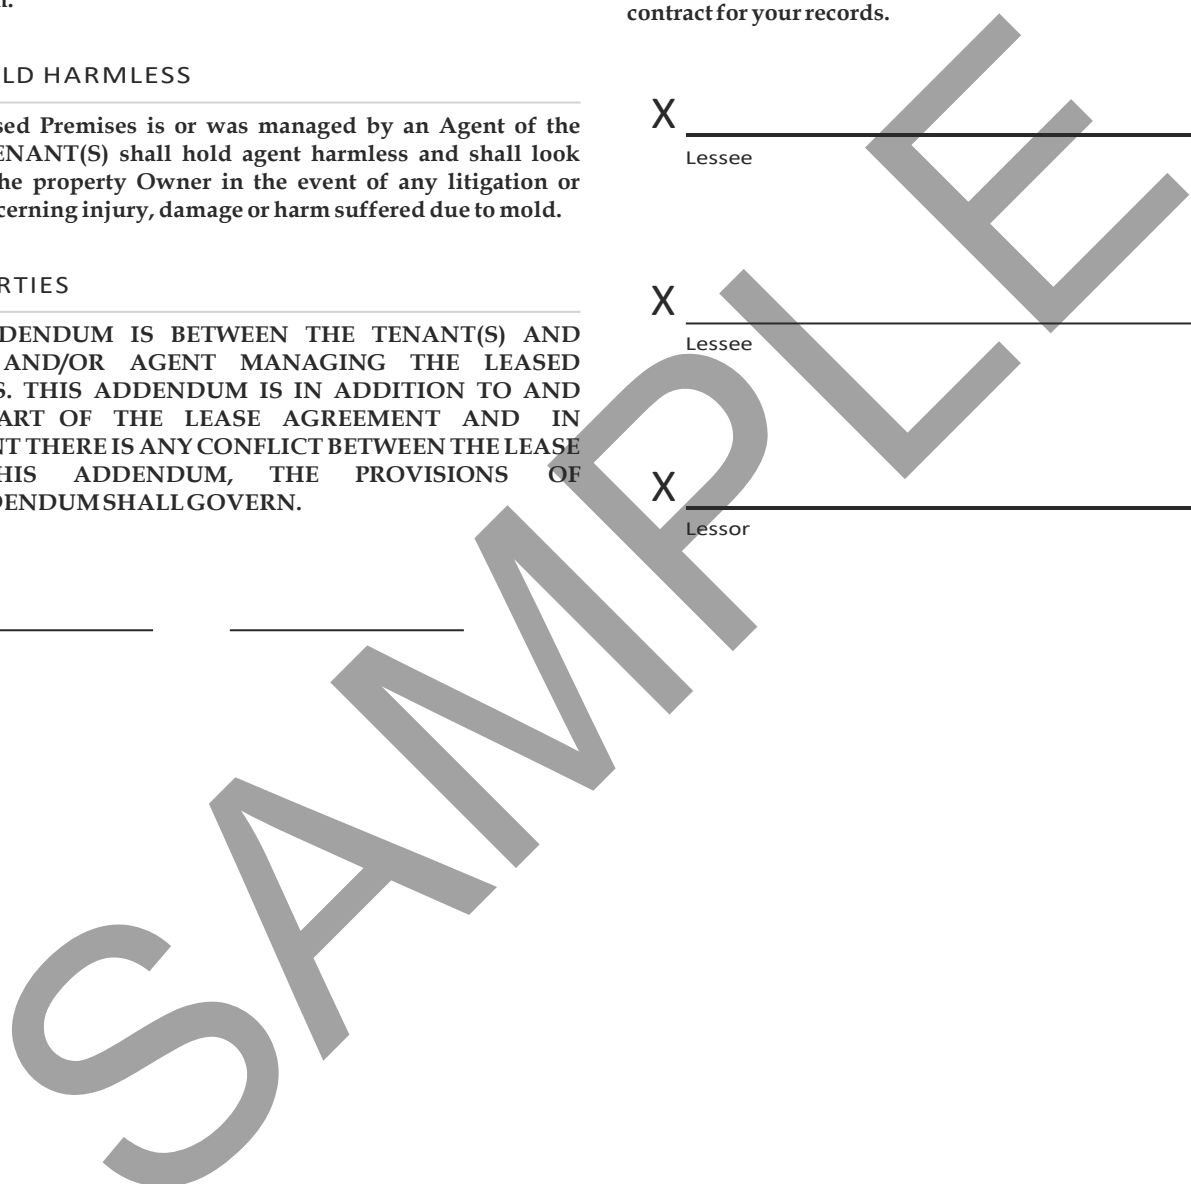 LD HARMLESS
sed Premises is or was managed by an Agent of the
ENANT(S) shall hold agent harmless and shall look
he property Owner in the event of any litigation or
cerning injury, damage or harm suffered due to mold.
RTIES
DDENDUM IS BETWEEN THE TENANT(S) AND
AND/OR AGENT MANAGING THE LEASED
S. THIS ADDENDUM IS IN ADDITION TO AND
ART OF THE LEASE AGREEMENT AND IN
NT THERE IS ANY CONFLICT BETWEEN THE LEASE
HIS ADDENDUM, THE PROVISIONS OF
DENDUM SHALL GOVERN.
contract for your records.
X
Lessee
X
Lessee
X
Lessor
SAMPLE